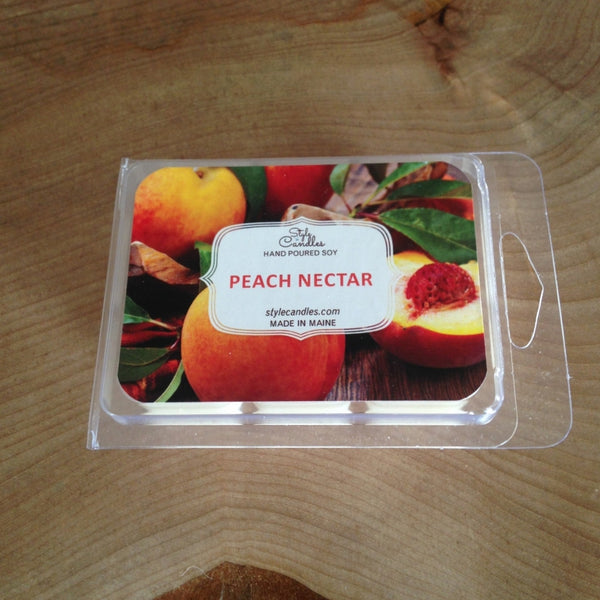 Style
Candles
HAND POURED SOY
PEACH NECTAR
stylecandles.com
MADE IN MAINE